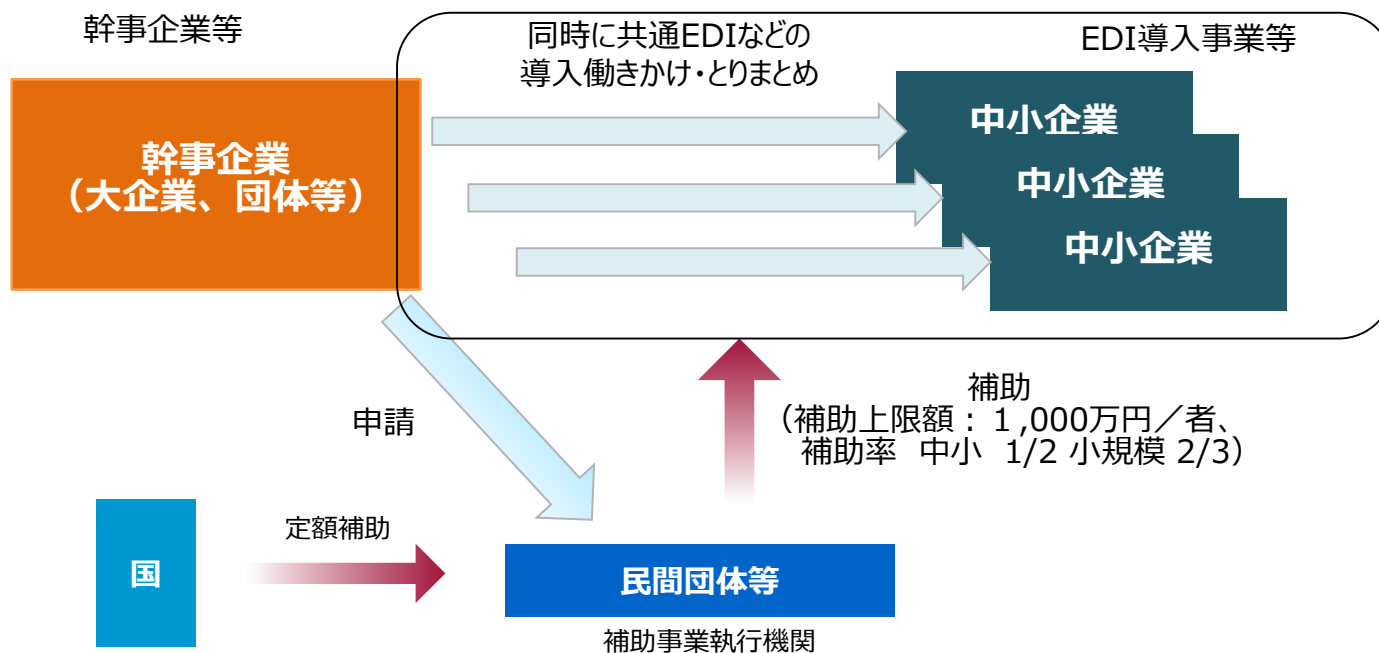 幹事企業等
同時に共通EDIなどの
導入働きかけ・とりまとめ
EDI導入事業等
幹事企業
（大企業、団体等）
中小企業
中小企業
中小企業
申請
補助
（補助上限額：１,000万円／者、
補助率 中小 1/2 小規模 2/3）
国
定額補助
民間団体等
補助事業執行機関